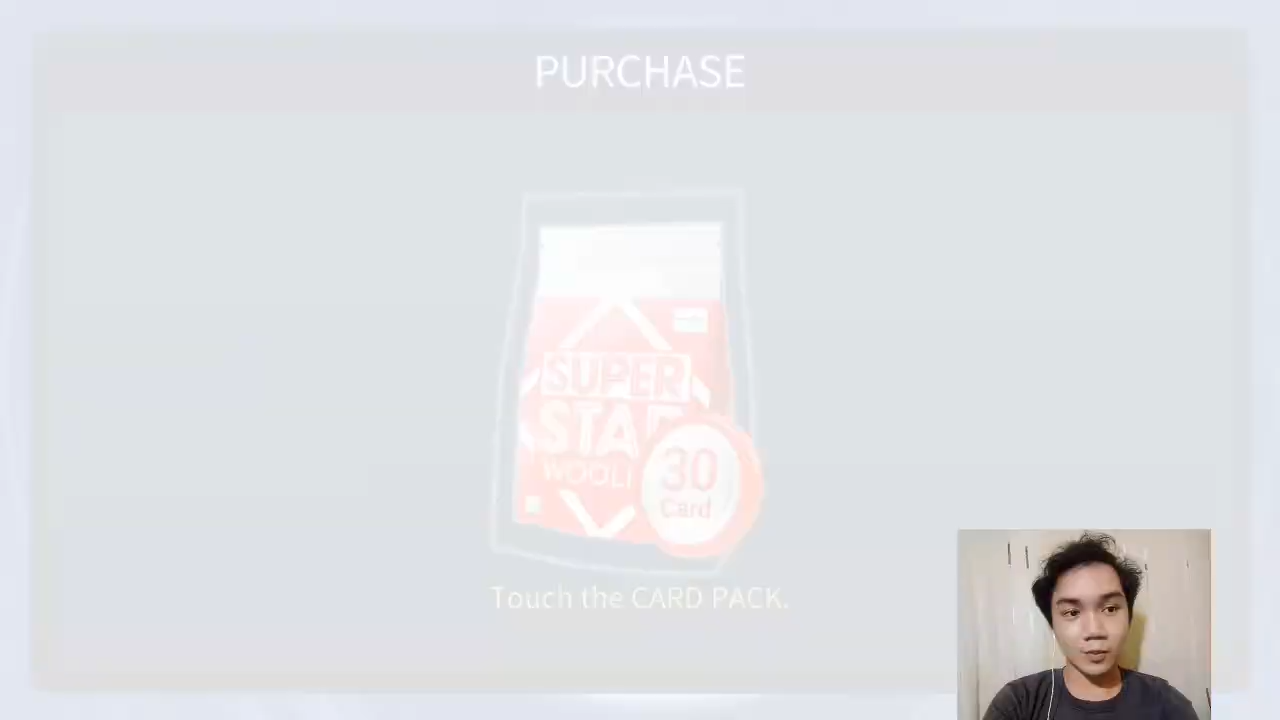 PURCHASE
SUPER
STAR
WOOLI
30
Card
Touch the CARD PACK.